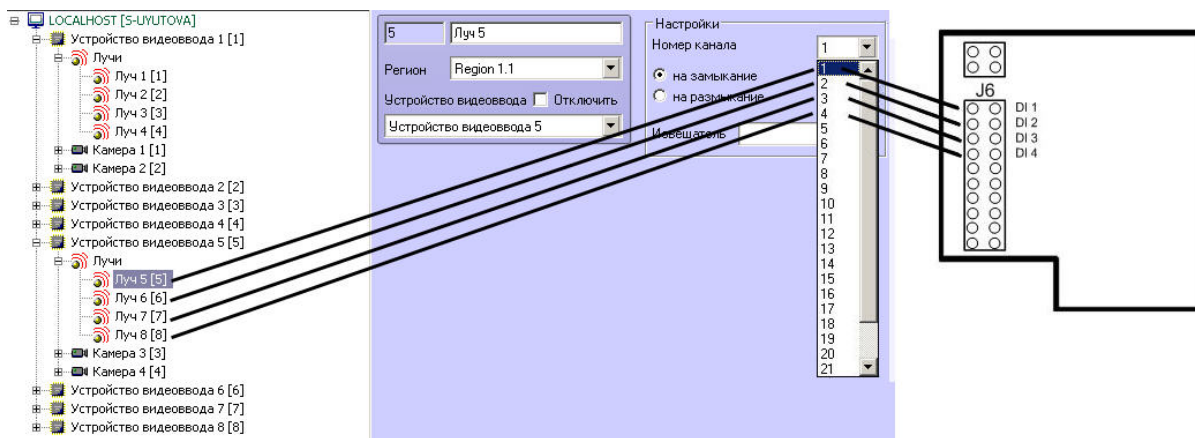 LOCALHOST [S-UYUTOVA]
Устройство видеоввода 1 [1]
Лучи
Луч 1 [1]
Луч 2 [2]
Луч 3 [3]
Луч 4 [4]
Камера 1 [1]
Камера 2 [2]
Устройство видеоввода 2 [2]
Устройство видеоввода 3 [3]
Устройство видеоввода 4 [4]
Устройство видеоввода 5 [5]
Лучи
Луч 5 [5]
Луч 6 [6]
Луч 7 [7]
Луч 8 [8]
Камера 3 [3]
Камера 4 [4]
Устройство видеоввода 6 [6]
Устройство видеоввода 7 [7]
Устройство видеоввода 8 [8]
5 Луч 5
Регион Region 1.1
Устройство видеоввода Отключить
Устройство видеоввода 5
Настройки
Номер канала 1
на замыкание
на размыкание
Извещатель
1
2
3
4
5
6
7
8
9
10
11
12
13
14
15
16
17
18
19
20
21
J6
DI 1
DI 2
DI 3
DI 4